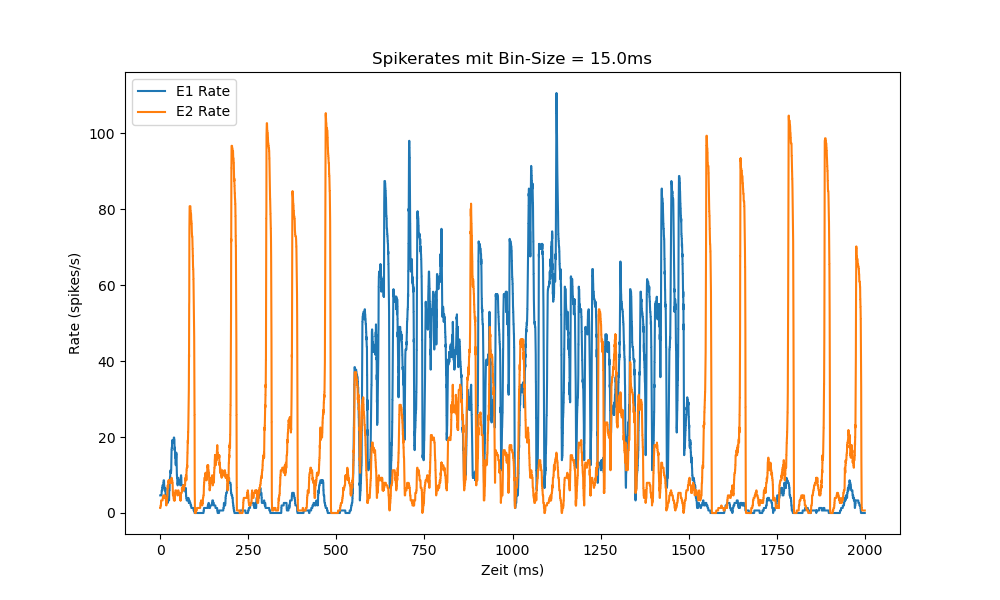 Spikerates mit Bin-Size = 15.0ms
E1 Rate
E2 Rate
Rate (spikes/s)
100
80
60
40
20
0
0 250 500 750 1000 1250 1500 1750 2000
Zeit (ms)